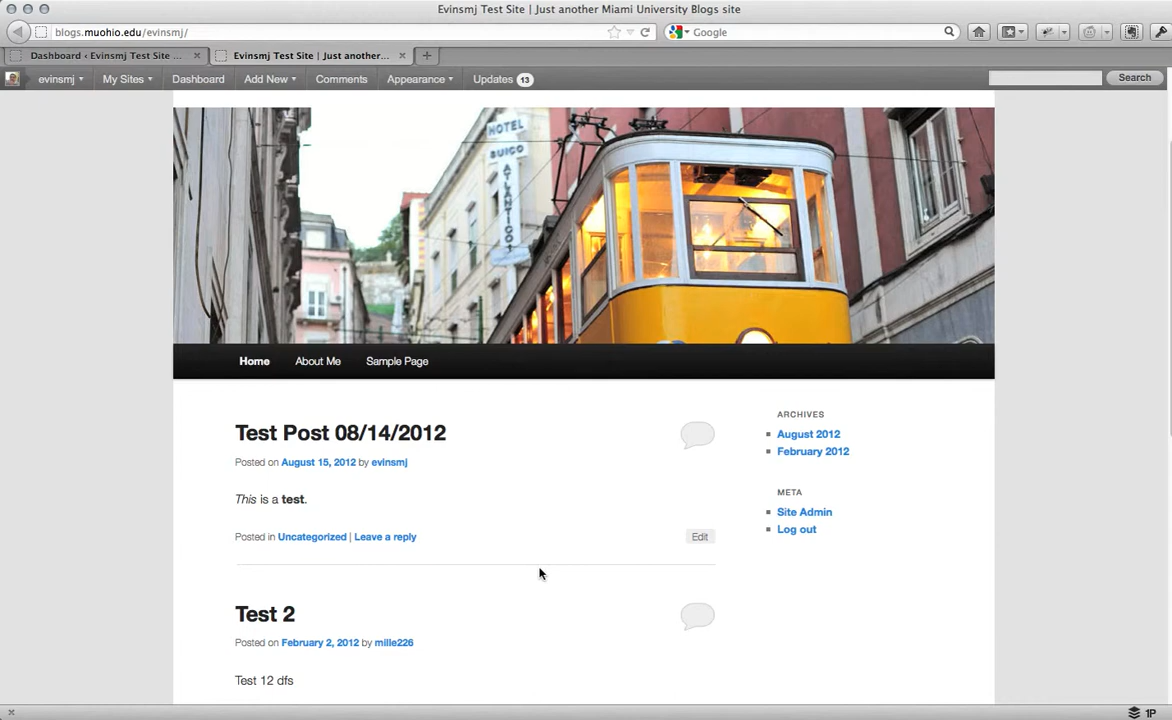 Evinsmj Test Site | Just another Miami University Blogs site
blogs.muohio.edu/evinsmj/
Google
Dashboard ‹ Evinsmj Test Site ...
Evinsmj Test Site | Just another...
evinsmj
My Sites
Dashboard
Add New
Comments
Appearance
Updates 13
Search
HOTEL
SUICO
ATLANTICO
Home
About Me
Sample Page
Test Post 08/14/2012
Posted on August 15, 2012 by evinsmj
This is a test.
Posted in Uncategorized | Leave a reply
Edit
Test 2
Posted on February 2, 2012 by mille226
Test 12 dfs
ARCHIVES
August 2012
February 2012
META
Site Admin
Log out
1P